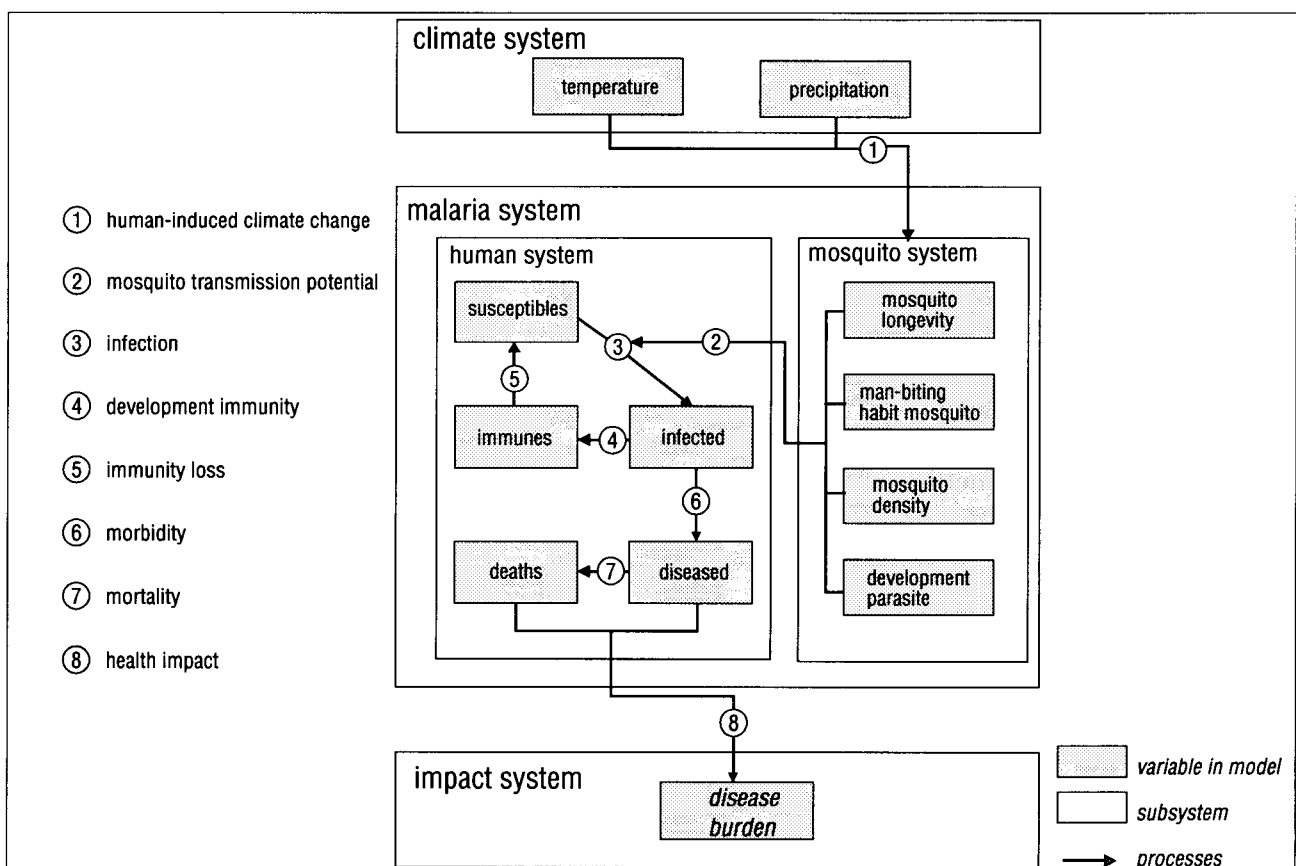 climate system
temperature
precipitation
①
① human-induced climate change
② mosquito transmission potential
③ infection
④ development immunity
⑤ immunity loss
⑥ morbidity
⑦ mortality
⑧ health impact
malaria system
human system
susceptibles
③
②
⑤
immunes
④
infected
⑥
deaths
⑦
diseased
mosquito system
mosquito
longevity
man-biting
habit mosquito
mosquito
density
development
parasite
⑧
impact system
disease
burden
variable in model
subsystem
processes